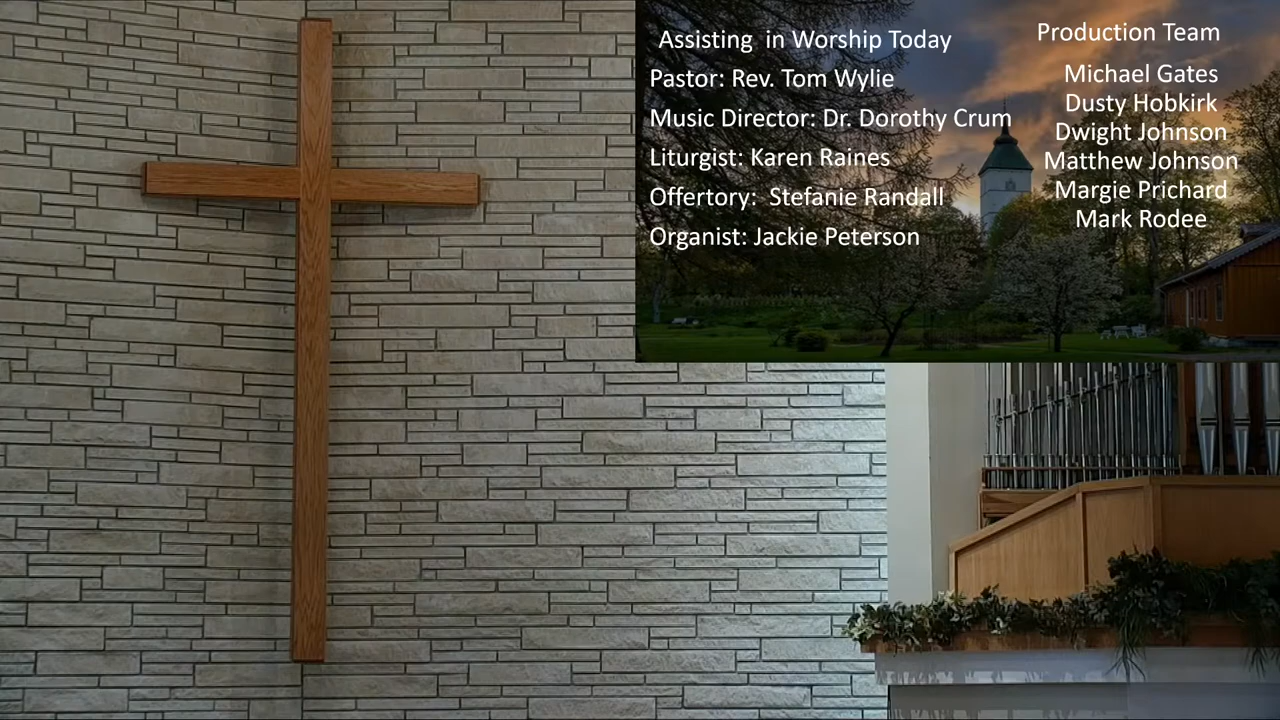 Assisting  in Worship Today
Pastor: Rev. Tom Wylie
Music Director: Dr. Dorothy Crum
Liturgist: Karen Raines
Offertory:  Stefanie Randall
Organist: Jackie Peterson
Production Team
Michael Gates
Dusty Hobkirk
Dwight Johnson
Matthew Johnson
Margie Prichard
Mark Rodee